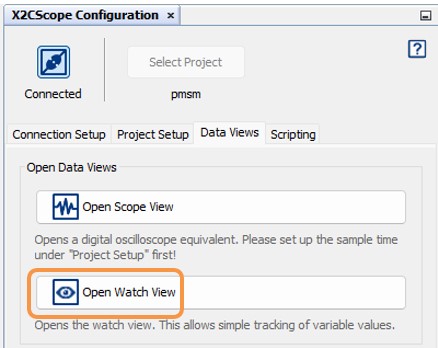 X2CScope Configuration ×
?
Select Project
Connected
pmsm
Connection Setup Project Setup Data Views Scripting
Open Data Views
Open Scope View
Opens a digital oscilloscope equivalent. Please set up the sample time
under "Project Setup" first!
Open Watch View
Opens the watch view. This allows simple tracking of variable values.